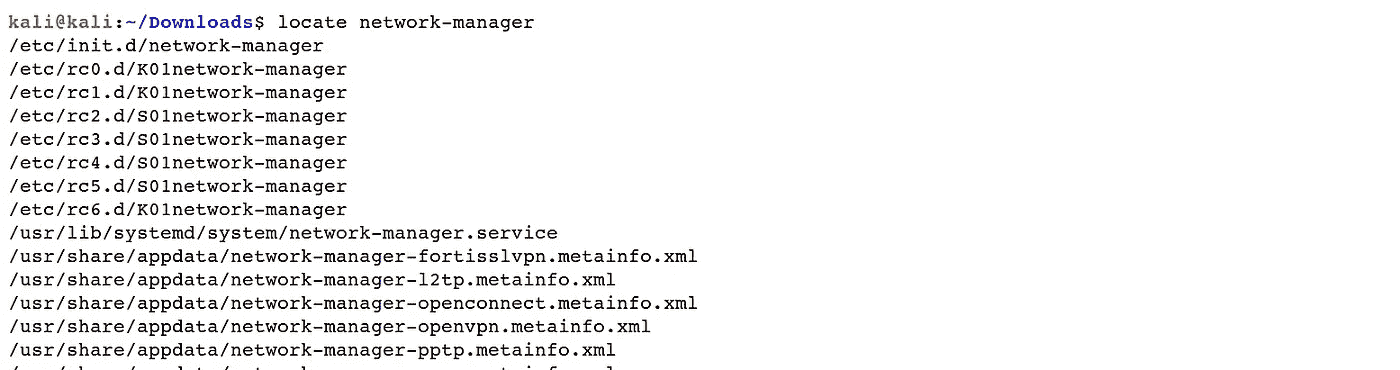 kali@kali:~/Downloads$ locate network-manager
/etc/init.d/network-manager
/etc/rc0.d/K01network-manager
/etc/rc1.d/K01network-manager
/etc/rc2.d/S01network-manager
/etc/rc3.d/S01network-manager
/etc/rc4.d/S01network-manager
/etc/rc5.d/S01network-manager
/etc/rc6.d/K01network-manager
/usr/lib/systemd/system/network-manager.service
/usr/share/appdata/network-manager-fortisslvpn.metainfo.xml
/usr/share/appdata/network-manager-l2tp.metainfo.xml
/usr/share/appdata/network-manager-openconnect.metainfo.xml
/usr/share/appdata/network-manager-openvpn.metainfo.xml
/usr/share/appdata/network-manager-pptp.metainfo.xml